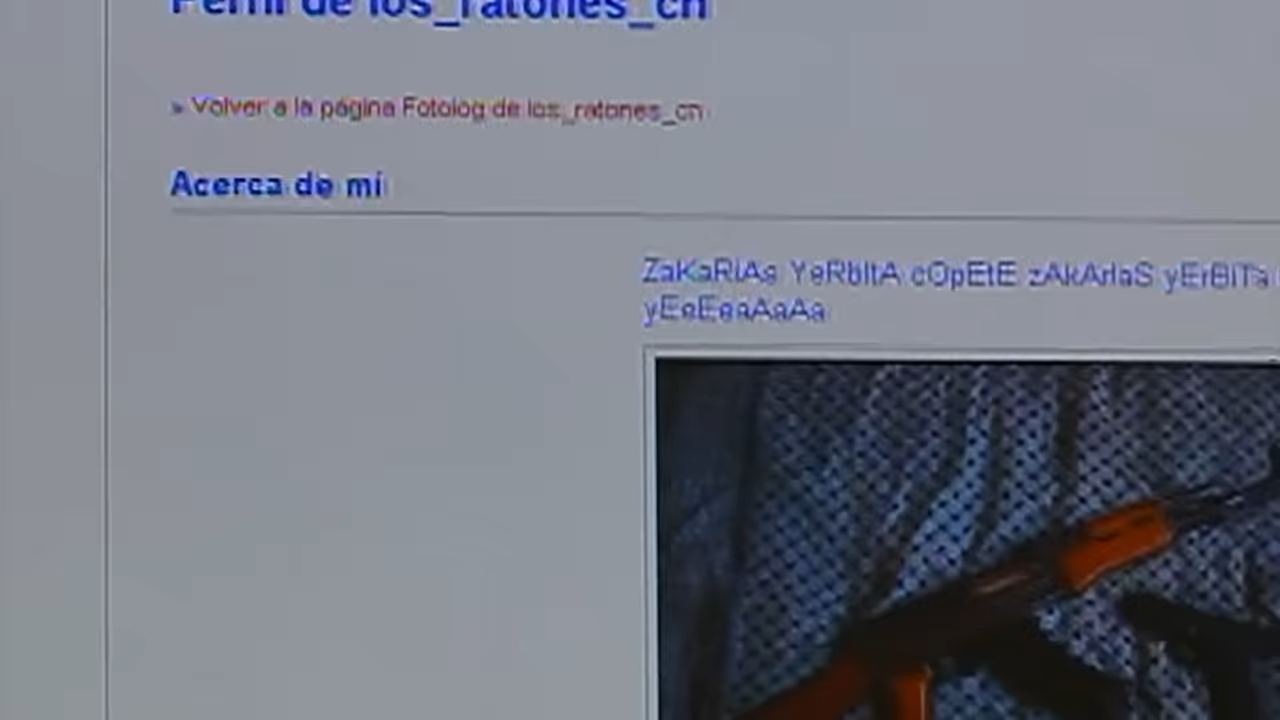 Perfil de los_ratones_cn
» Volver a la página Fotolog de los_ratones_cn
Acerca de mí
ZaKaRiAs YeRbItA cOpEtE zAkArIaS yErBiTa
yEeEeaAaAa